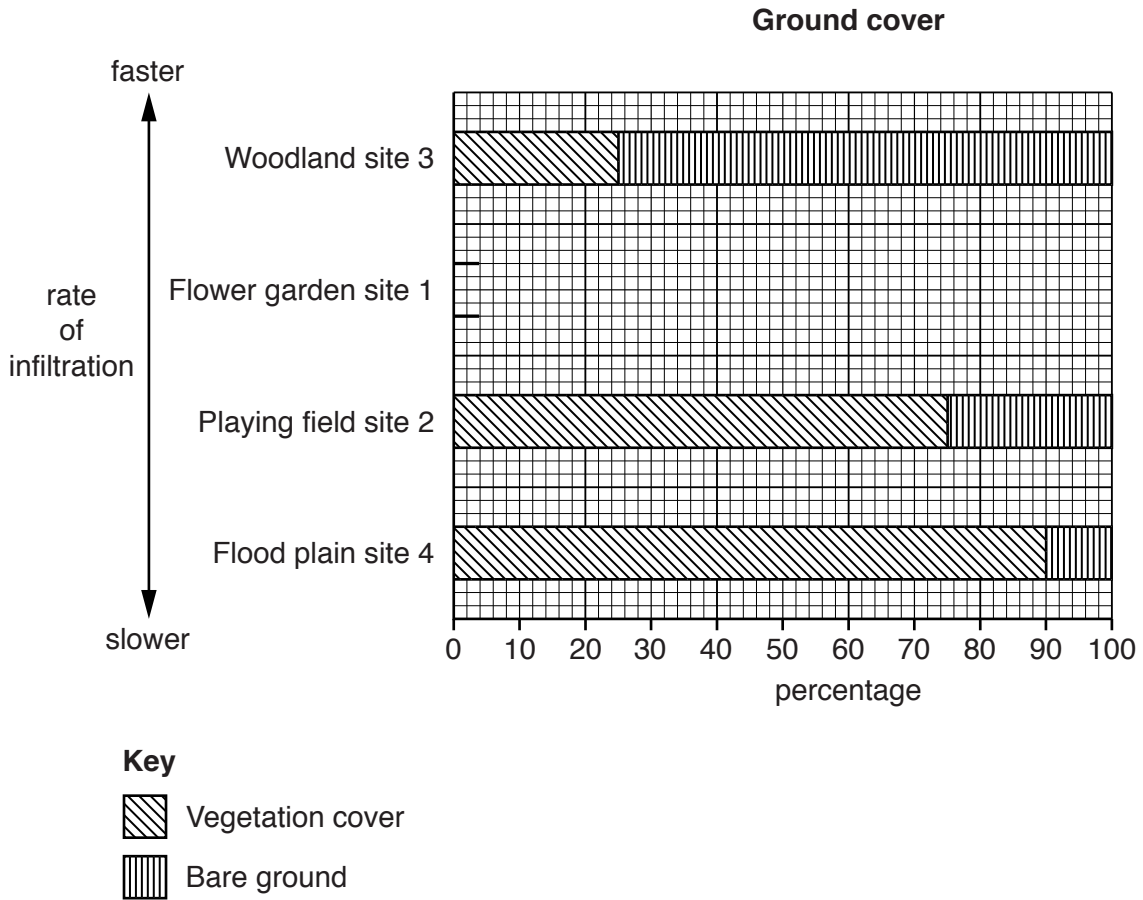 Ground cover
faster
Woodland site 3
Flower garden site 1
rate
of
infiltration
Playing field site 2
Flood plain site 4
slower
0 10 20 30 40 50 60 70 80 90 100
percentage
Key
Vegetation cover
Bare ground